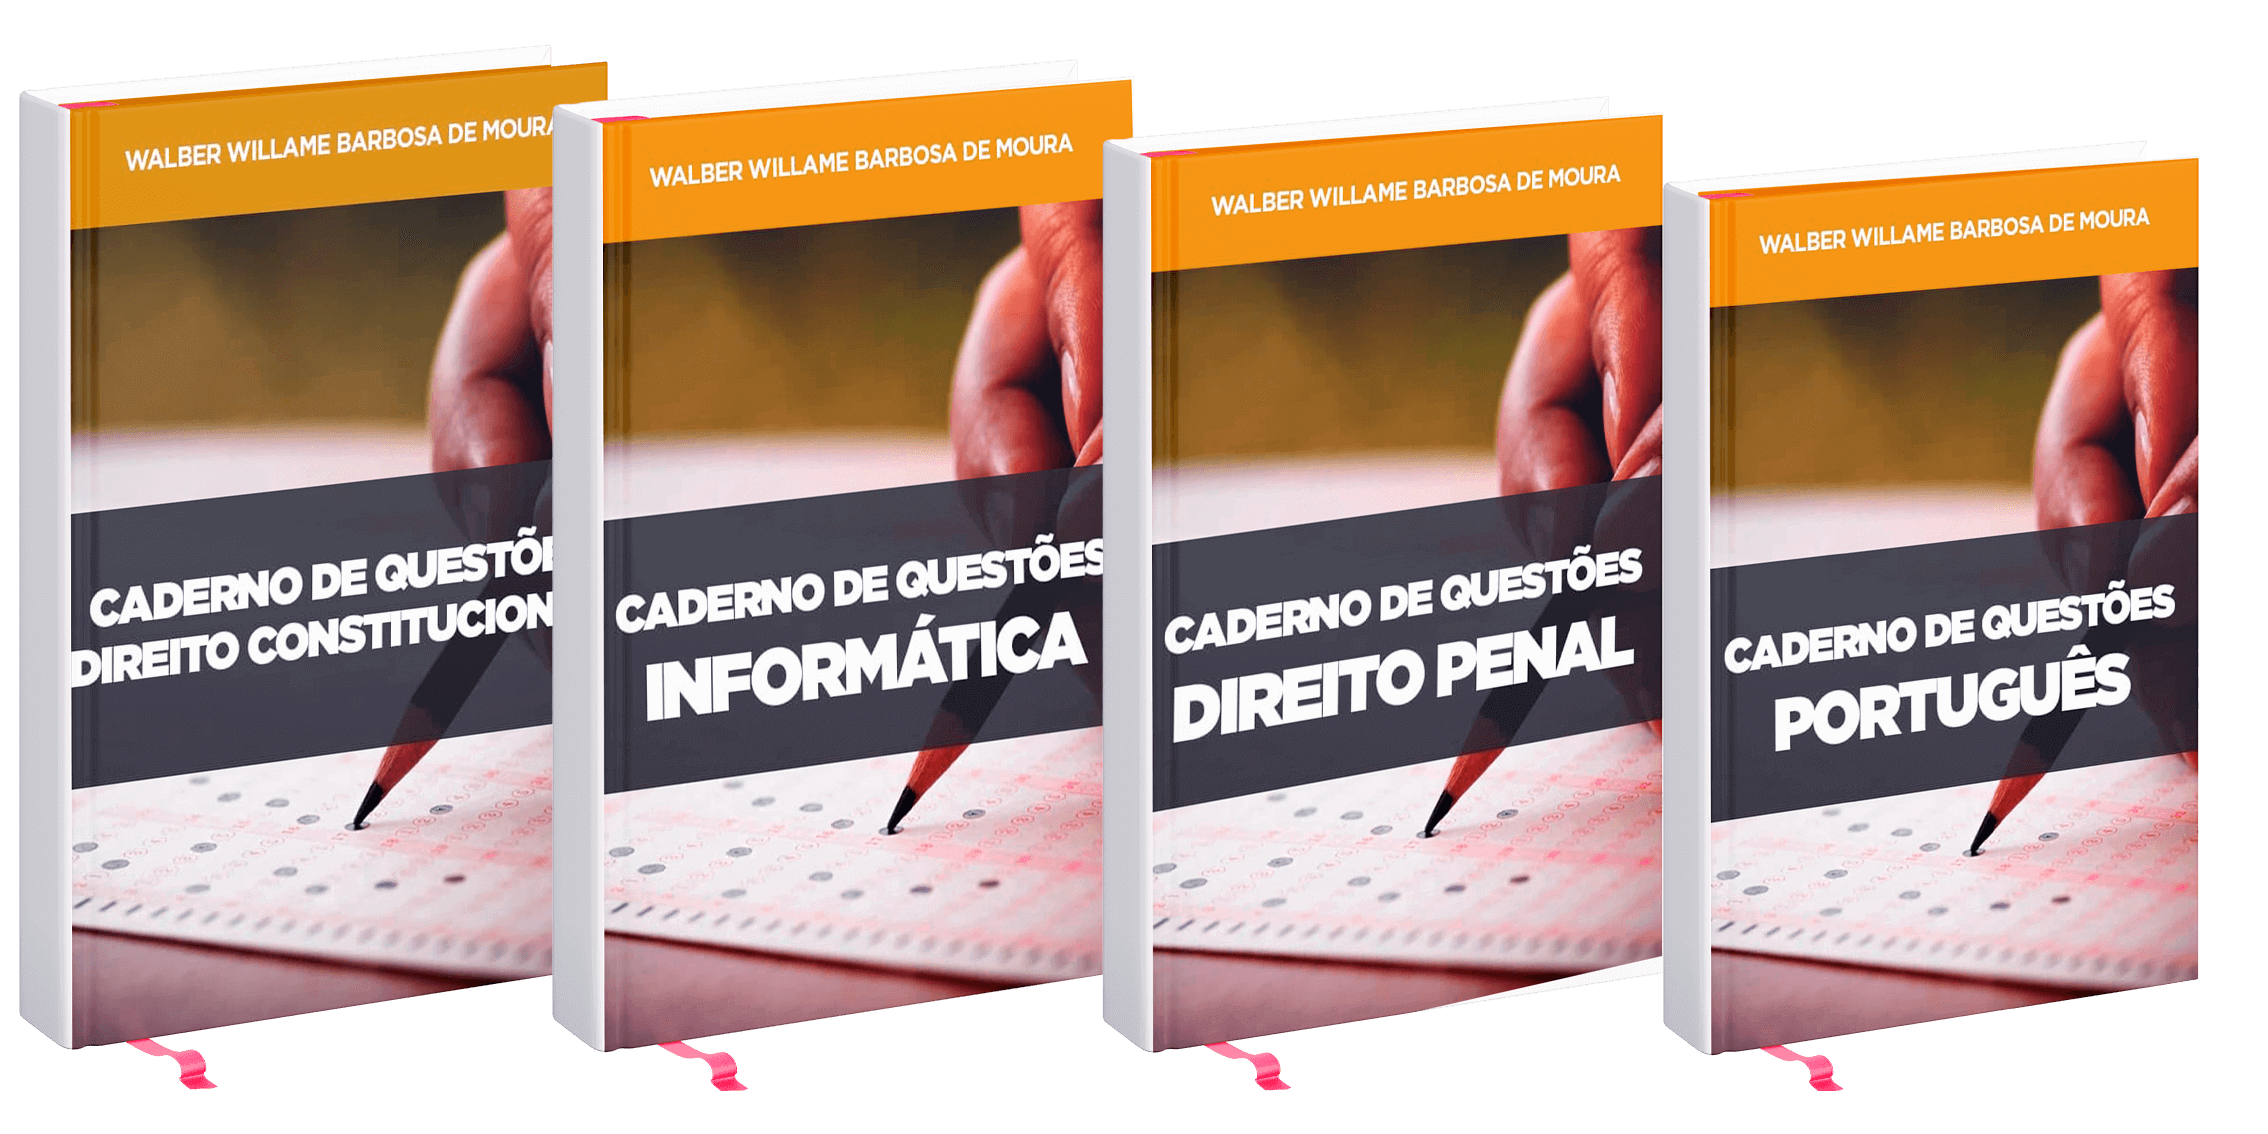 WALBER WILLAME BARBOSA DE MOURA
CADERNO DE QUESTÕE
DIREITO CONSTITUCION
WALBER WILLAME BARBOSA DE MOURA
CADERNO DE QUESTÕES
INFORMÁTICA
WALBER WILLAME BARBOSA DE MOURA
CADERNO DE QUESTÕES
DIREITO PENAL
WALBER WILLAME BARBOSA DE MOURA
CADERNO DE QUESTÕES
PORTUGUÊS